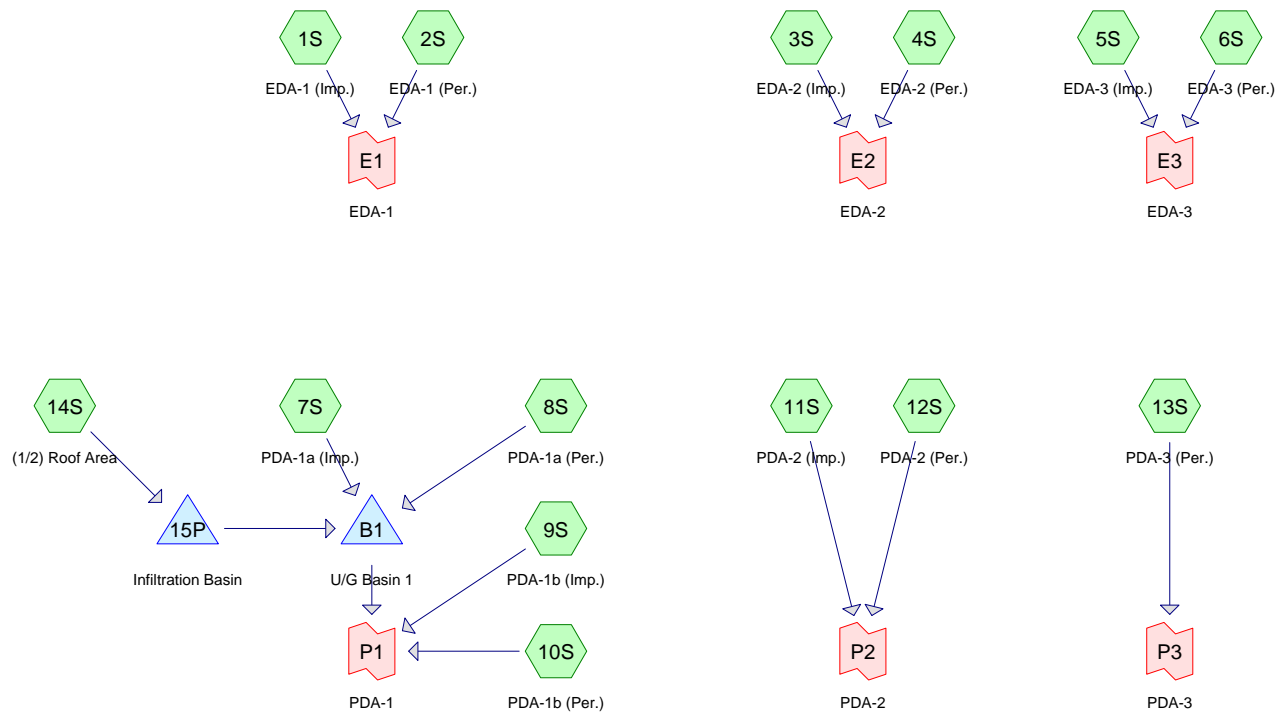 1S
2S
3S
4S
5S
6S
EDA-1 (Imp.)
EDA-1 (Per.)
EDA-2 (Imp.)
EDA-2 (Per.)
EDA-3 (Imp.)
EDA-3 (Per.)
E1
E2
E3
EDA-1
EDA-2
EDA-3
14S
7S
8S
11S
12S
13S
(1/2) Roof Area
PDA-1a (Imp.)
PDA-1a (Per.)
PDA-2 (Imp.)
PDA-2 (Per.)
PDA-3 (Per.)
15P
B1
9S
Infiltration Basin
U/G Basin 1
PDA-1b (Imp.)
P1
10S
P2
P3
PDA-1
PDA-1b (Per.)
PDA-2
PDA-3